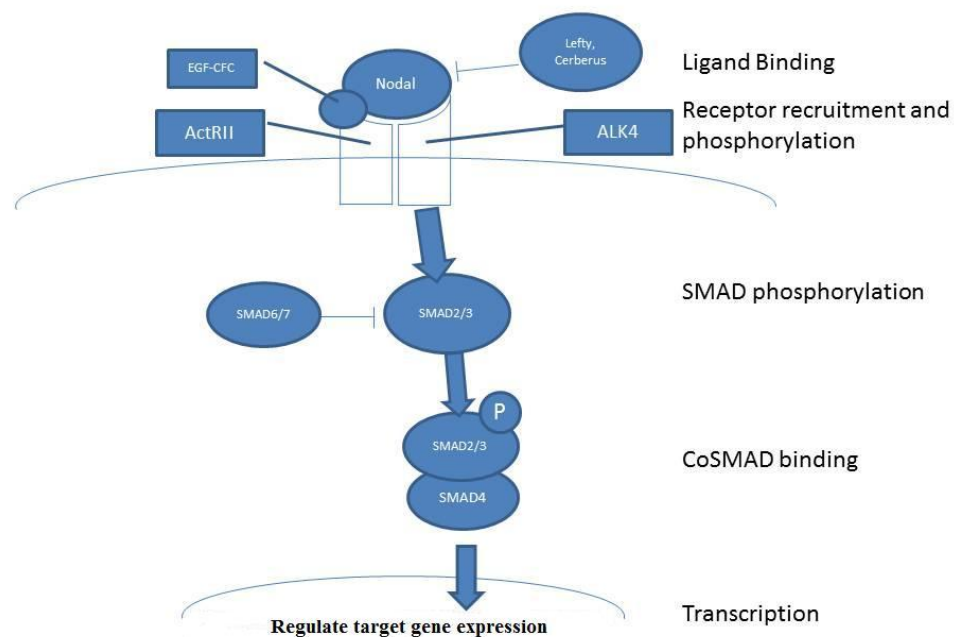 Lefty,
Cerberus
Ligand Binding
EGF-CFC
Nodal
Receptor recruitment and
phosphorylation
ActRII
ALK4
SMAD phosphorylation
SMAD6/7
SMAD2/3
P
SMAD2/3
CoSMAD binding
SMAD4
Transcription
Regulate target gene expression